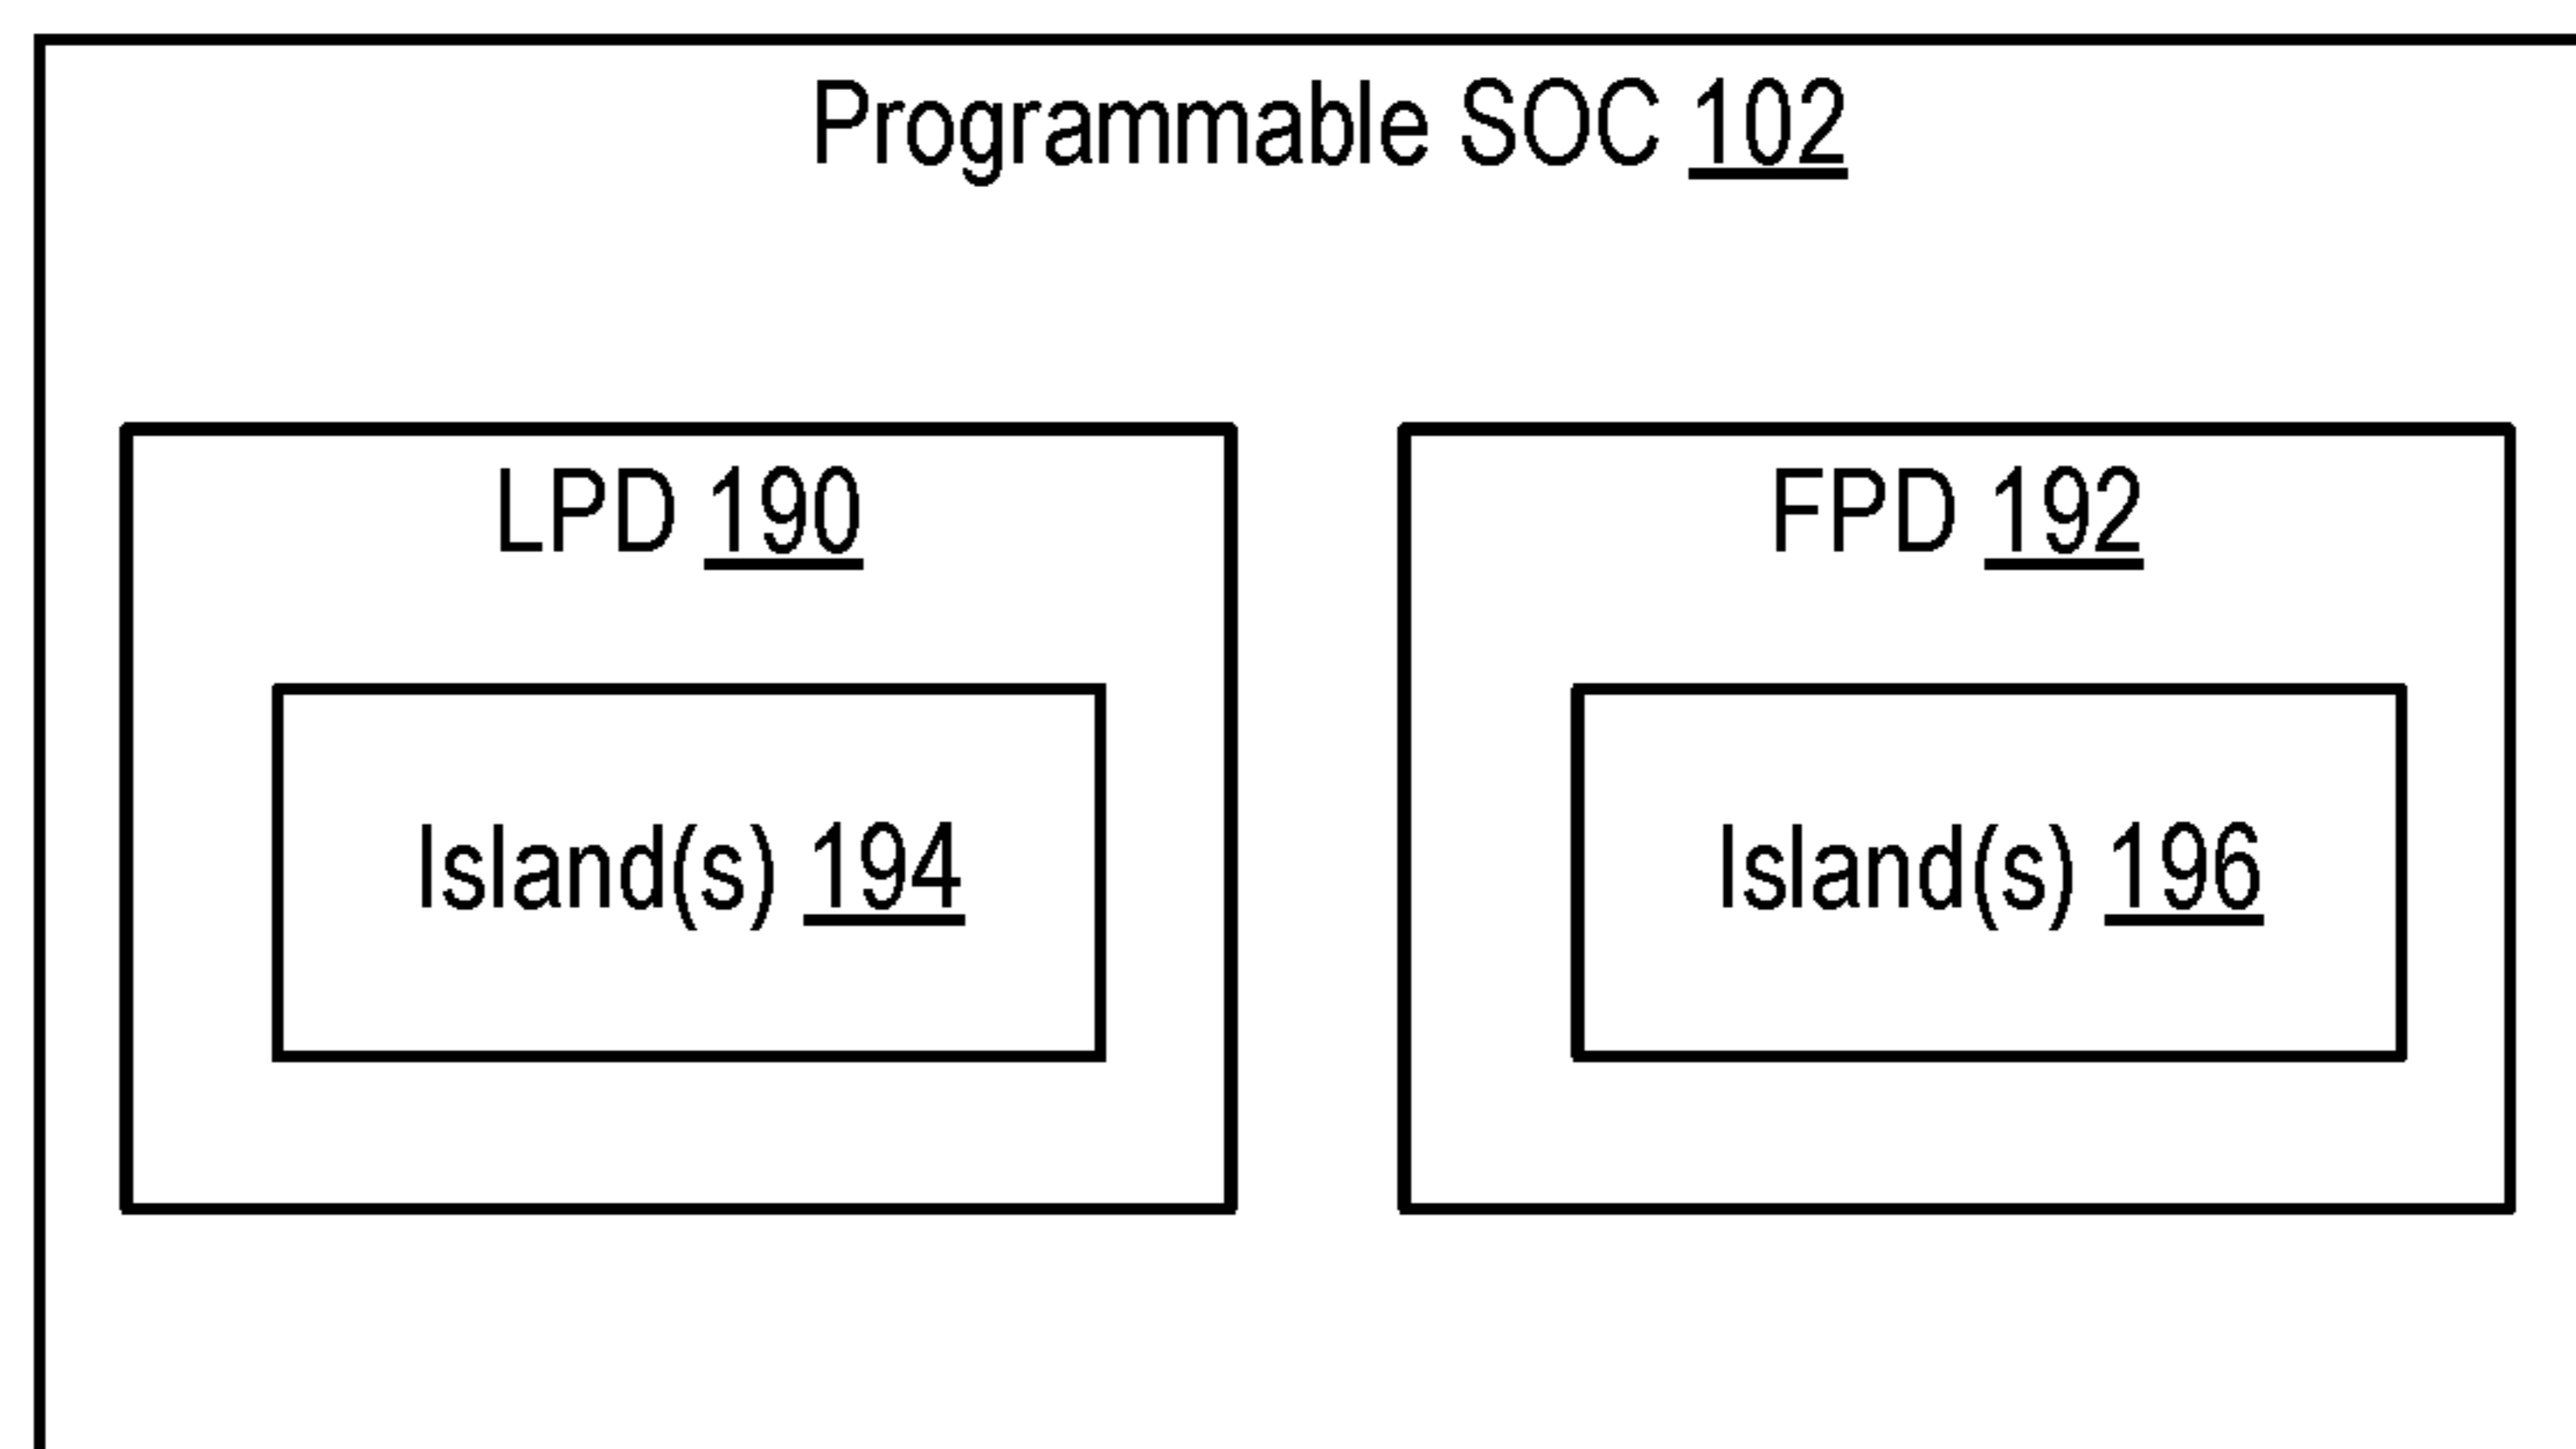 Programmable SOC 102
LPD 190
FPD 192
Island(s) 194
Island(s) 196